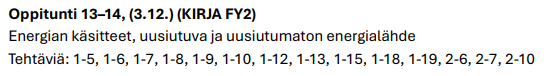 Oppitunti 13–14, (3.12.) (KIRJA FY2)
Energian käsitteet, uusiutuva ja uusiutumaton energialähde
Tehtäviä: 1-5, 1-6, 1-7, 1-8, 1-9, 1-10, 1-12, 1-13, 1-15, 1-18, 1-19, 2-6, 2-7, 2-10